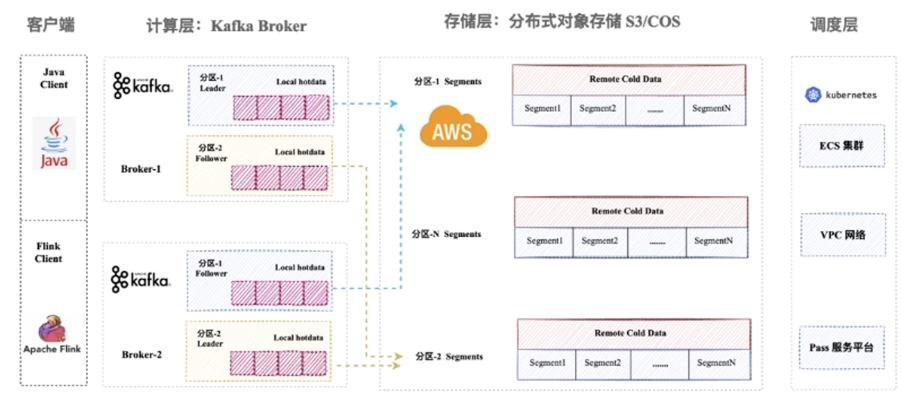 客户端
计算层：Kafka Broker
存储层：分布式对象存储 S3/COS
调度层
Java
Client
Java
Flink
Client
Apache Flink
kafka
分区-1
Leader
Local hotdata
分区-2
Follower
Local hotdata
Broker-1
kafka
分区-1
Follower
Local hotdata
分区-2
Leader
Local hotdata
Broker-2
分区-1 Segments
AWS
Remote Cold Data
Segment1 Segment2 ....... SegmentN
分区-N Segments
Remote Cold Data
Segment1 Segment2 ....... SegmentN
分区-2 Segments
Remote Cold Data
Segment1 Segment2 ....... SegmentN
kubernetes
ECS 集群
VPC 网络
Pass 服务平台